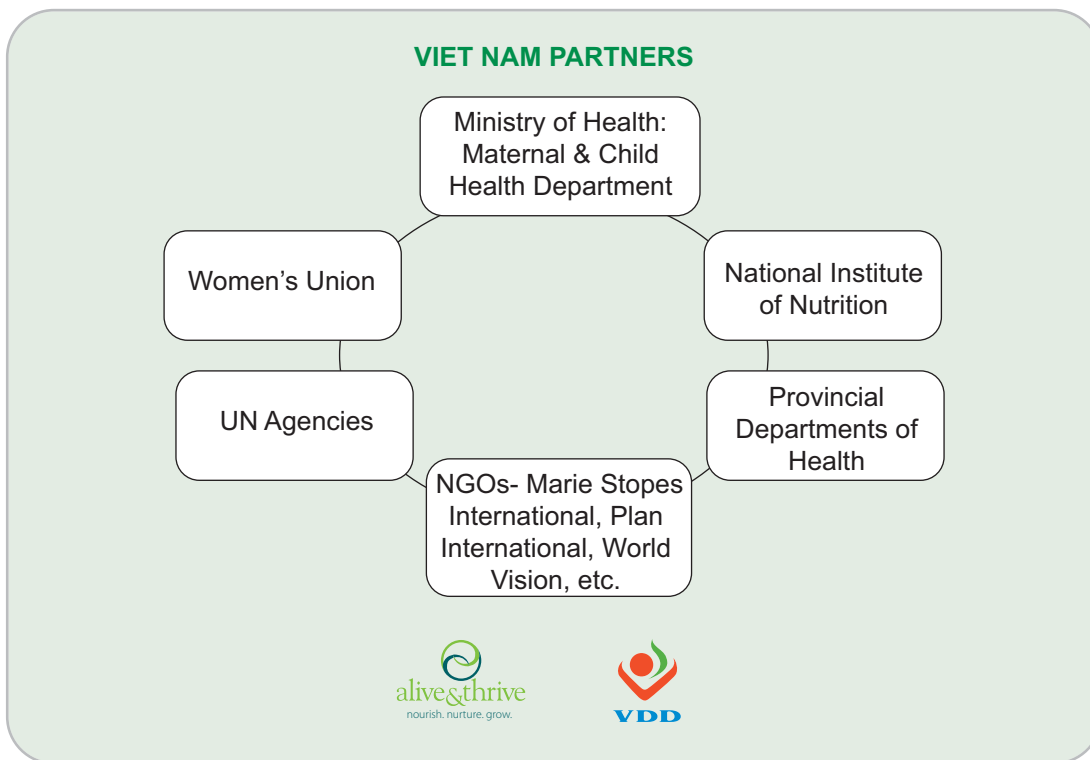 VIET NAM PARTNERS
Ministry of Health:
Maternal & Child
Health Department
Women’s Union
National Institute
of Nutrition
UN Agencies
Provincial
Departments of
Health
NGOs- Marie Stopes
International, Plan
International, World
Vision, etc.
alive&thrive
nourish. nurture. grow.
VDD